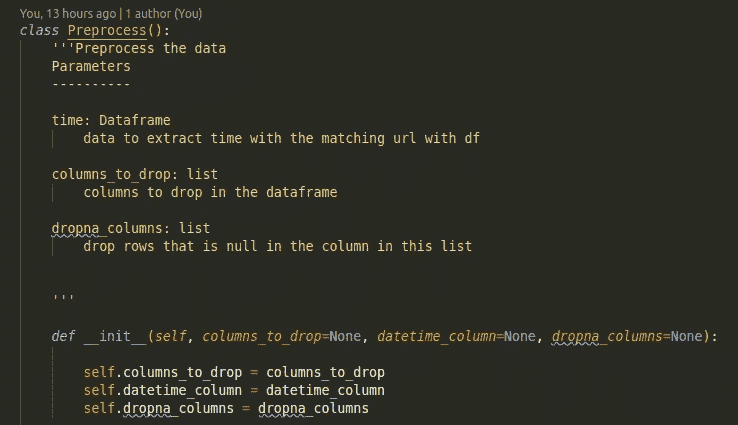 You, 13 hours ago | 1 author (You)
class Preprocess():
    '''Preprocess the data
    Parameters
    ----------
    time: Dataframe
        data to extract time with the matching url with df
    columns_to_drop: list
        columns to drop in the dataframe
    dropna_columns: list
        drop rows that is null in the column in this list
    '''
    def __init__(self, columns_to_drop=None, datetime_column=None, dropna_columns=None):
        self.columns_to_drop = columns_to_drop
        self.datetime_column = datetime_column
        self.dropna_columns = dropna_columns